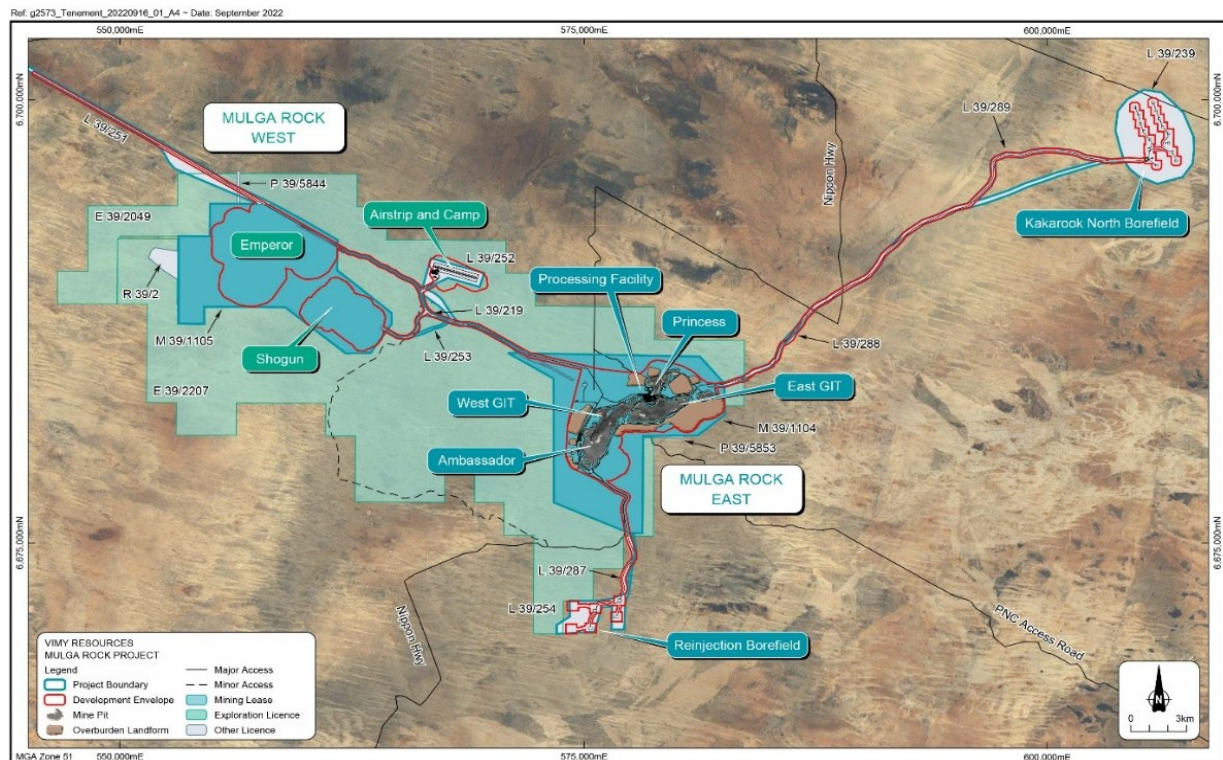 Ref: g2573_Tenement_20220916_01_A4 ~ Date: September 2022
550,000mE
575,000mE
600,000mE
6,700,000mN
6,700,000mN
L 39/239
L 39/289
L 39/251
MULGA ROCK
WEST
Nippon Hwy
P 39/5844
E 39/2049
Airstrip and Camp
Kakarook North Borefield
Emperor
L 39/252
Processing Facility
R 39/2
Princess
L 39/219
M 39/1105
L 39/288
L 39/253
Shogun
East GIT
E 39/2207
West GIT
M 39/1104
P 39/5853
Ambassador
MULGA ROCK
EAST
6,675,000mN
6,675,000mN
L 39/287
L 39/254
Nippon Hwy
PNC Access Road
Reinjection Borefield
VIMY RESOURCES
MULGA ROCK PROJECT
Legend
Project Boundary
Development Envelope
Mine Pit
Overburden Landform
Major Access
Minor Access
Mining Lease
Exploration Licence
Other Licence
N
0 3km
MGA Zone 51
550,000mE
575,000mE
600,000mE